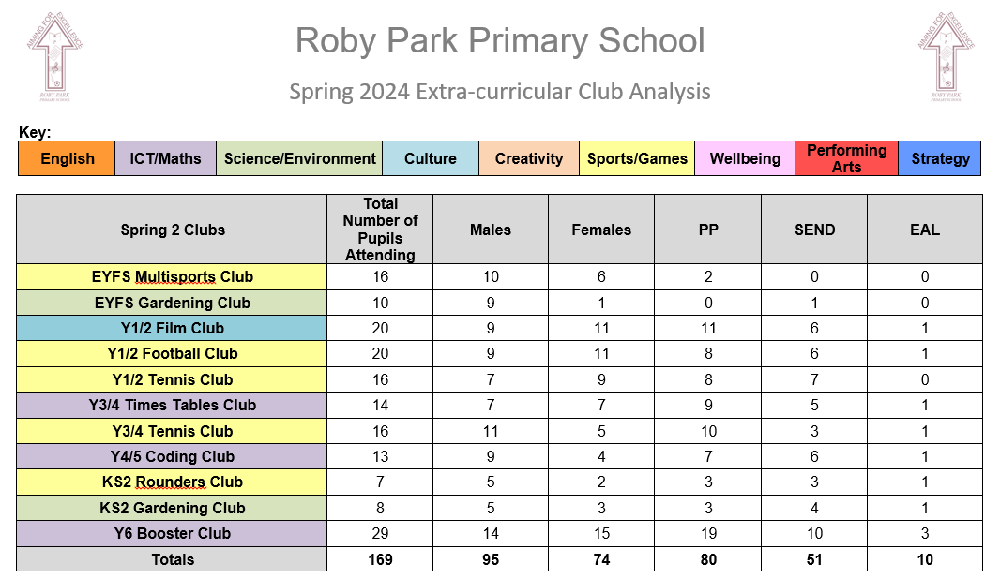 AIMING FOR EXCELLENCE
ROBY PARK
PRIMARY SCHOOL
Roby Park Primary School
AIMING FOR EXCELLENCE
ROBY PARK
PRIMARY SCHOOL
Spring 2024 Extra-curricular Club Analysis
Key:
English ICT/Maths Science/Environment Culture Creativity Sports/Games Wellbeing Performing Arts Strategy
Spring 2 Clubs Total Number of Pupils Attending Males Females PP SEND EAL
EYFS Multisports Club 16 10 6 2 0 0
EYFS Gardening Club 10 9 1 0 1 0
Y1/2 Film Club 20 9 11 11 6 1
Y1/2 Football Club 20 9 11 8 6 1
Y1/2 Tennis Club 16 7 9 8 7 0
Y3/4 Times Tables Club 14 7 7 9 5 1
Y3/4 Tennis Club 16 11 5 10 3 1
Y4/5 Coding Club 13 9 4 7 6 1
KS2 Rounders Club 7 5 2 3 3 1
KS2 Gardening Club 8 5 3 3 4 1
Y6 Booster Club 29 14 15 19 10 3
Totals 169 95 74 80 51 10